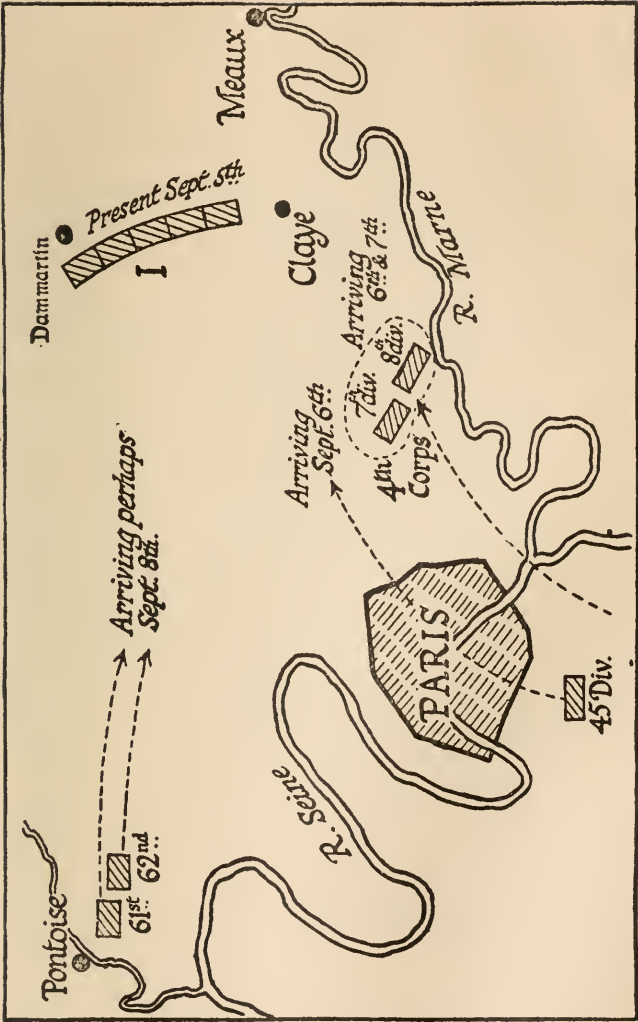 Pontoise
61st
62nd
Arriving perhaps
Sept. 8th.
Dammartin
Present Sept. 5th
I
Meaux
Claye
Arriving
Sept. 6th
Arriving
6th & 7th
7th div.
8th div.
4th
Corps
R. Marne
R. Seine
PARIS
45 Div.